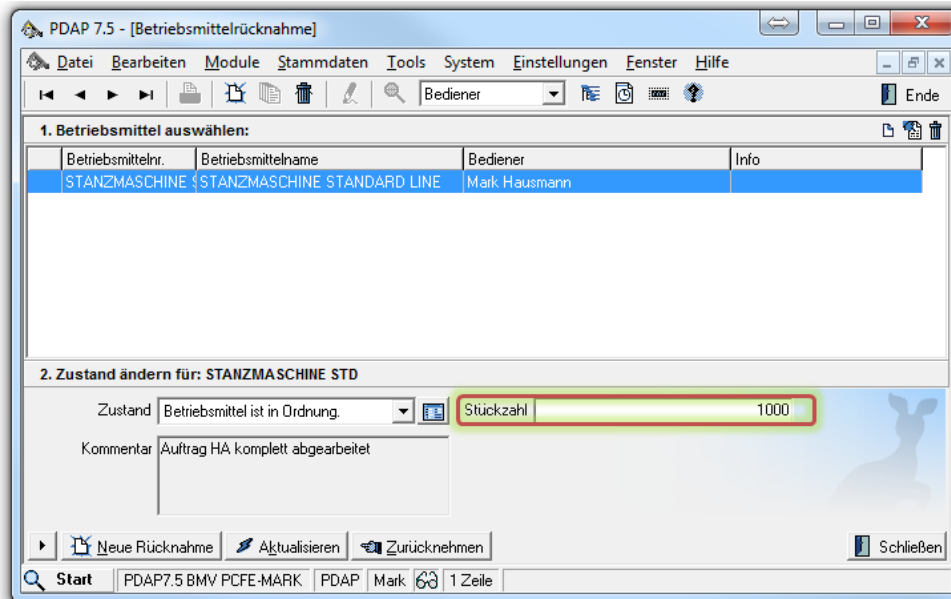 PDAP 7.5 - [Betriebsmittelrücknahme]
Datei Bearbeiten Module Stammdaten Tools System Einstellungen Fenster Hilfe
Bediener Ende
1. Betriebsmittel auswählen:
Betriebsmittelnr. Betriebsmittelname Bediener Info
STANZMASCHINE STANZMASCHINE STANDARD LINE Mark Hausmann
2. Zustand ändern für: STANZMASCHINE STD
Zustand Betriebsmittel ist in Ordnung. Stückzahl 1000
Kommentar Auftrag HA komplett abgearbeitet
Neue Rücknahme Aktualisieren Zurücknehmen Schließen
Start PDAP7.5 BMV PCFE-MARK PDAP Mark 1 Zeile